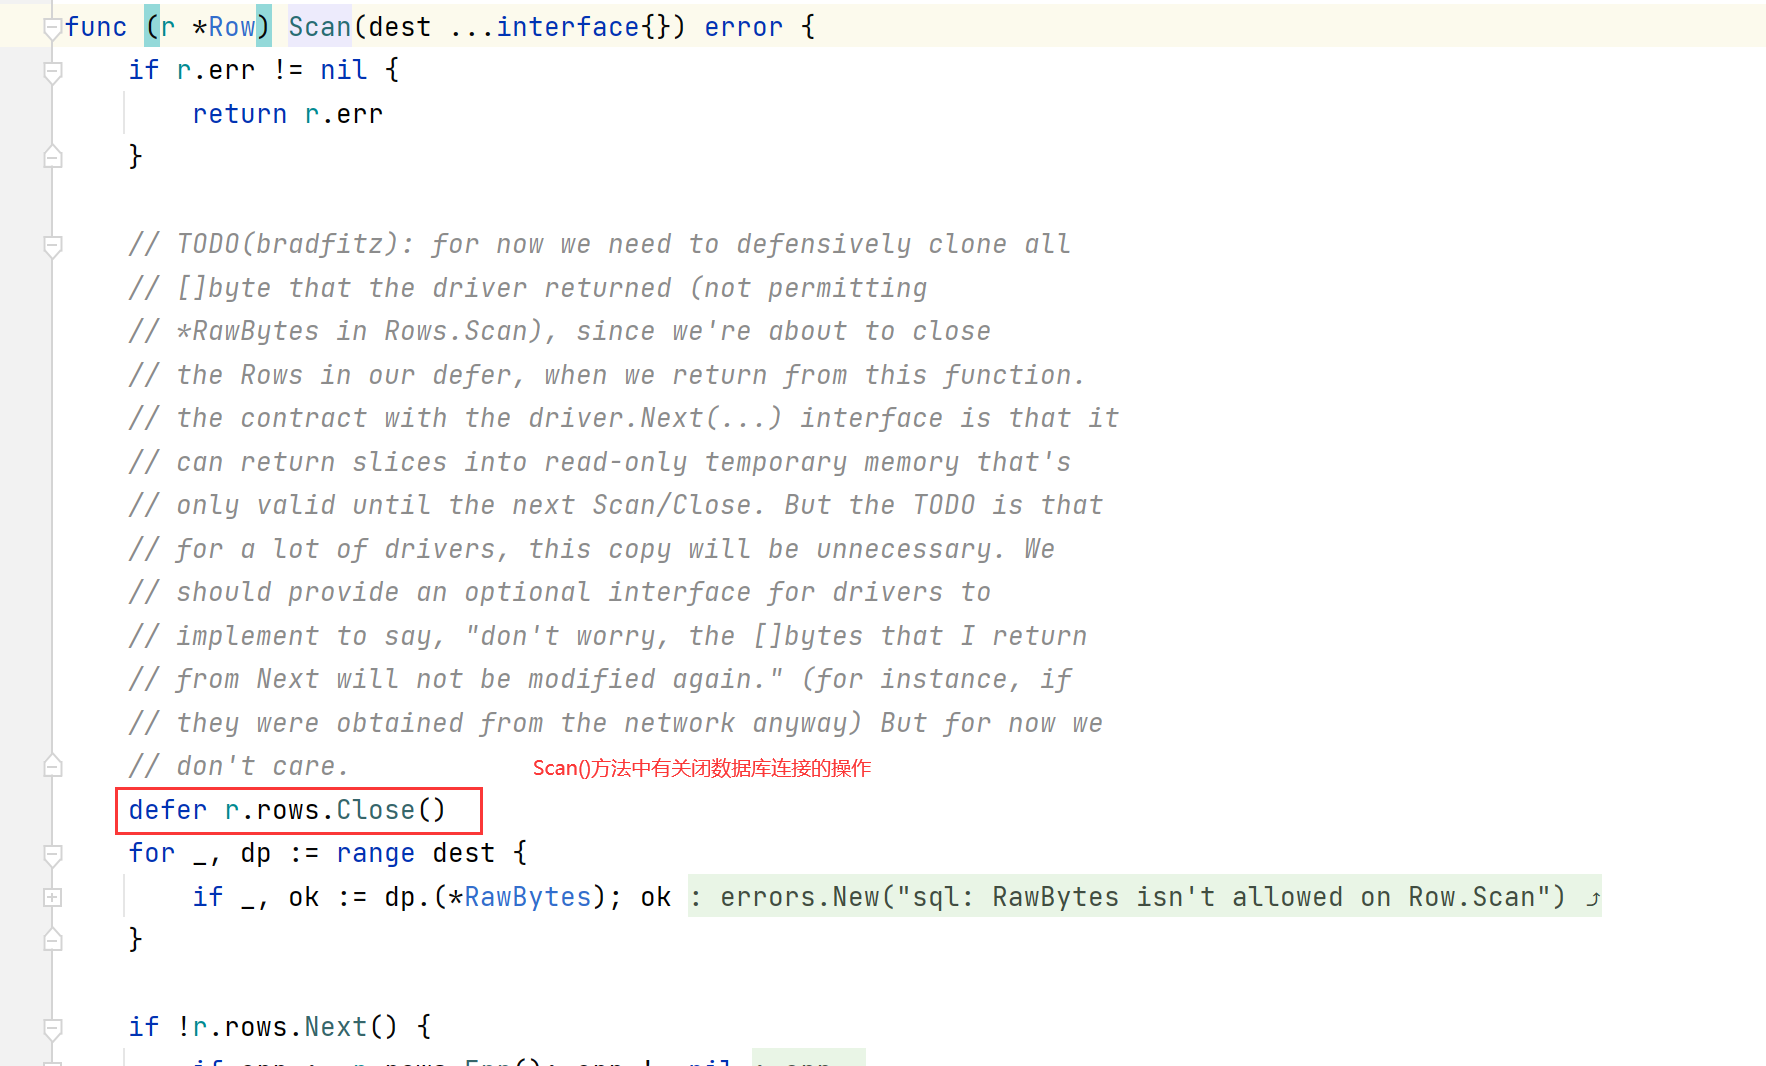 func (r *Row) Scan(dest ...interface{}) error {
if r.err != nil {
return r.err
}
// TODO(bradfitz): for now we need to defensively clone all
// []byte that the driver returned (not permitting
// *RawBytes in Rows.Scan), since we're about to close
// the Rows in our defer, when we return from this function.
// the contract with the driver.Next(...) interface is that it
// can return slices into read-only temporary memory that's
// only valid until the next Scan/Close. But the TODO is that
// for a lot of drivers, this copy will be unnecessary. We
// should provide an optional interface for drivers to
// implement to say, "don't worry, the []bytes that I return
// from Next will not be modified again." (for instance, if
// they were obtained from the network anyway) But for now we
// don't care.
Scan()方法中有关闭数据库连接的操作
defer r.rows.Close()
for _, dp := range dest {
if _, ok := dp.(*RawBytes); ok : errors.New("sql: RawBytes isn't allowed on Row.Scan") ⤴
}
if !r.rows.Next() {